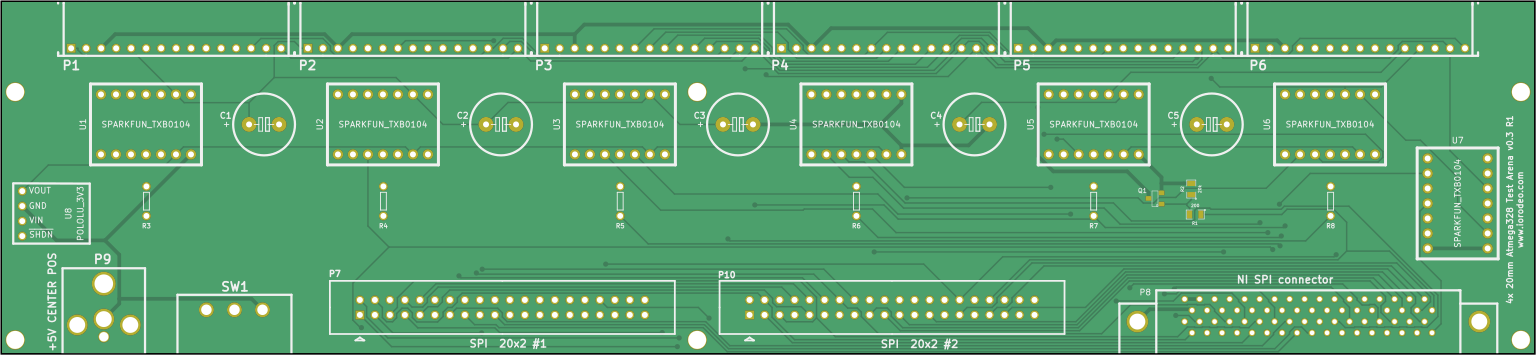 P1
P2
P3
P4
P5
P6
U1
SPARKFUN_TXB0104
C1
+
U2
SPARKFUN_TXB0104
C2
+
U3
SPARKFUN_TXB0104
C3
+
U4
SPARKFUN_TXB0104
C4
+
U5
SPARKFUN_TXB0104
C5
+
U6
SPARKFUN_TXB0104
U7
SPARKFUN_TXB0104
4x 20mm Atmega328 Test Arena v0.3 R1
www.lorodeo.com
VOUT
GND
VIN
SHDN
U8
POLOLU_3V3
R3
R4
R5
R6
Q1
R2
R1
R7
R8
+5V CENTER POS
P9
SW1
P7
SPI 20x2 #1
P10
SPI 20x2 #2
NI SPI connector
P8